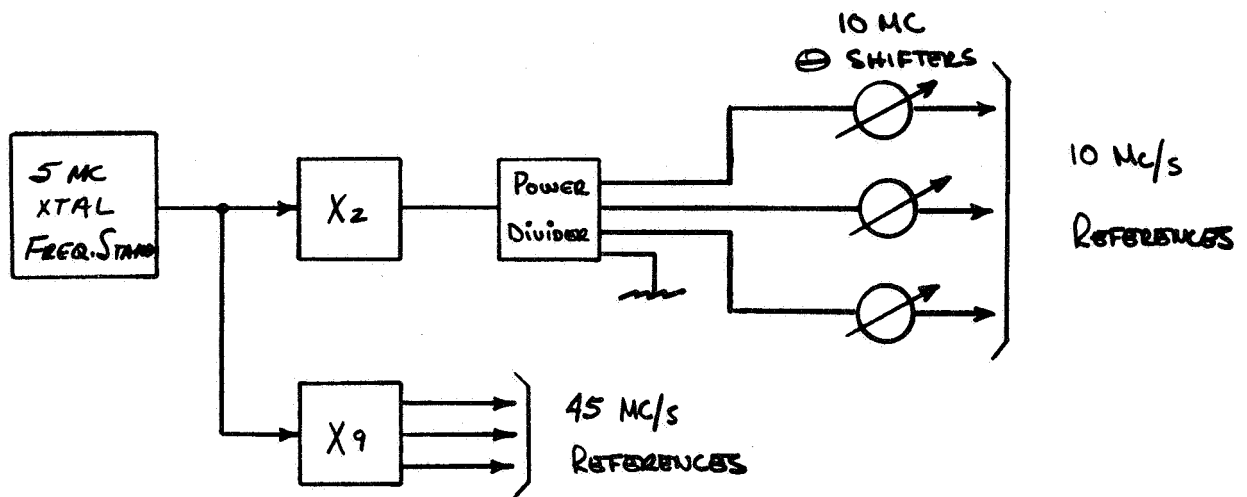 10 MC
⊖ SHIFTERS
5 MC
XTAL
FREQ. STAND
X2
POWER
DIVIDER
10 Mc/s
REFERENCES
X9
45 MC/s
REFERENCES